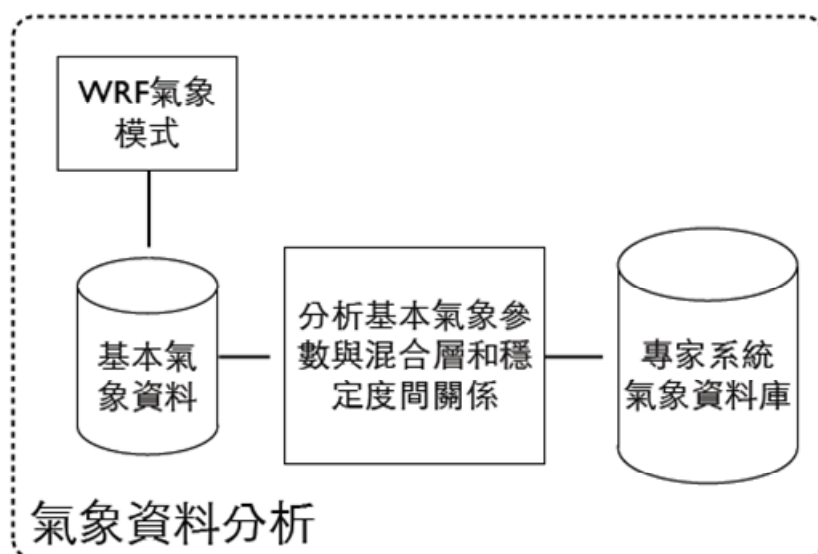 WRF氣象
模式
基本氣
象資料
分析基本氣象參
數與混合層和穩
定度間關係
專家系統
氣象資料庫
氣象資料分析